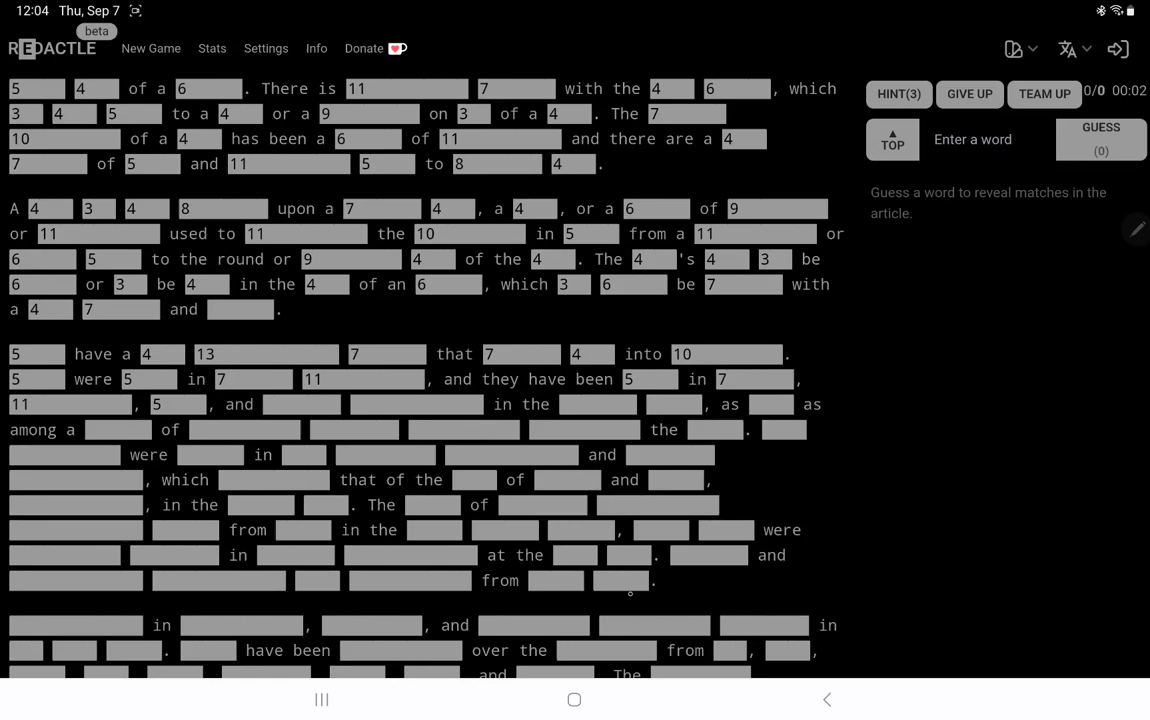 12:04 Thu, Sep 7
beta
REDACTLE New Game Stats Settings Info Donate
5 4 of a 6 . There is 11 7 with the 4 6 , which
3 4 5 to a 4 or a 9 on 3 of a 4 . The 7
10 of a 4 has been a 6 of 11 and there are a 4
7 of 5 and 11 5 to 8 4 .
A 4 3 4 8 upon a 7 4 , a 4 , or a 6 of 9
or 11 used to 11 the 10 in 5 from a 11 or
6 5 to the round or 9 4 of the 4 . The 4 's 4 3 be
6 or 3 be 4 in the 4 of an 6 , which 3 6 be 7 with
a 4 7 and .
5 have a 4 13 7 that 7 4 into 10 .
5 were 5 in 7 11 , and they have been 5 in 7 ,
11 , 5 , and in the , as as
among a of the .
were in and
, which that of the of and ,
, in the . The of
from in the , were
in at the . and
from .
in , , and in
. have been over the from , ,
and . The
HINT(3) GIVE UP TEAM UP 0/0 00:02
▲
TOP Enter a word GUESS
(0)
Guess a word to reveal matches in the
article.